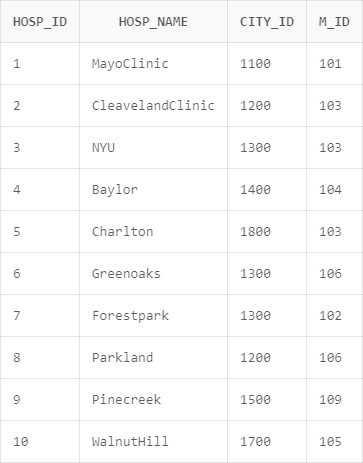 HOSP_ID HOSP_NAME CITY_ID M_ID
1 MayoClinic 1100 101
2 CleavelandClinic 1200 103
3 NYU 1300 103
4 Baylor 1400 104
5 Charlton 1800 103
6 Greenoaks 1300 106
7 Forestpark 1300 102
8 Parkland 1200 106
9 Pinecreek 1500 109
10 WalnutHill 1700 105